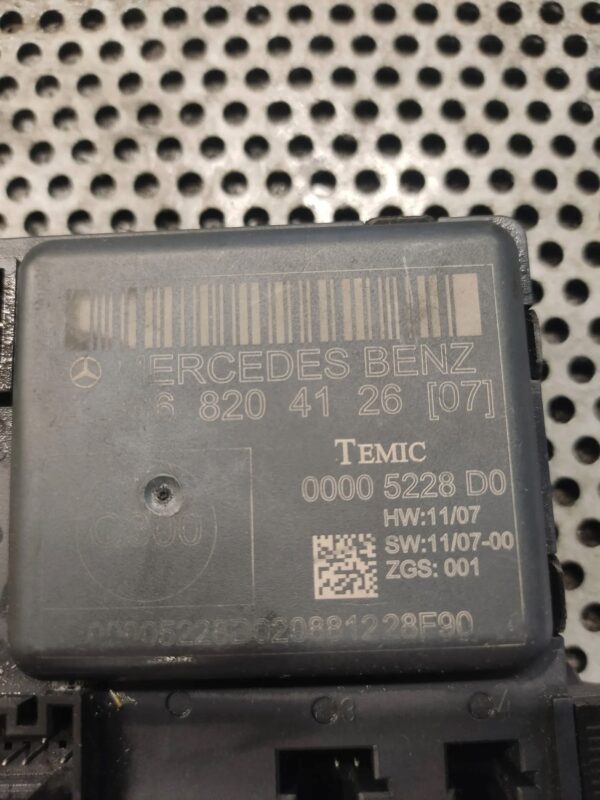 MERCEDES BENZ
6 820 41 26 [07]
TEMIC
0000 5228 D0
HW:11/07
SW:11/07-00
ZGS: 001
00005228D020881228F90
C